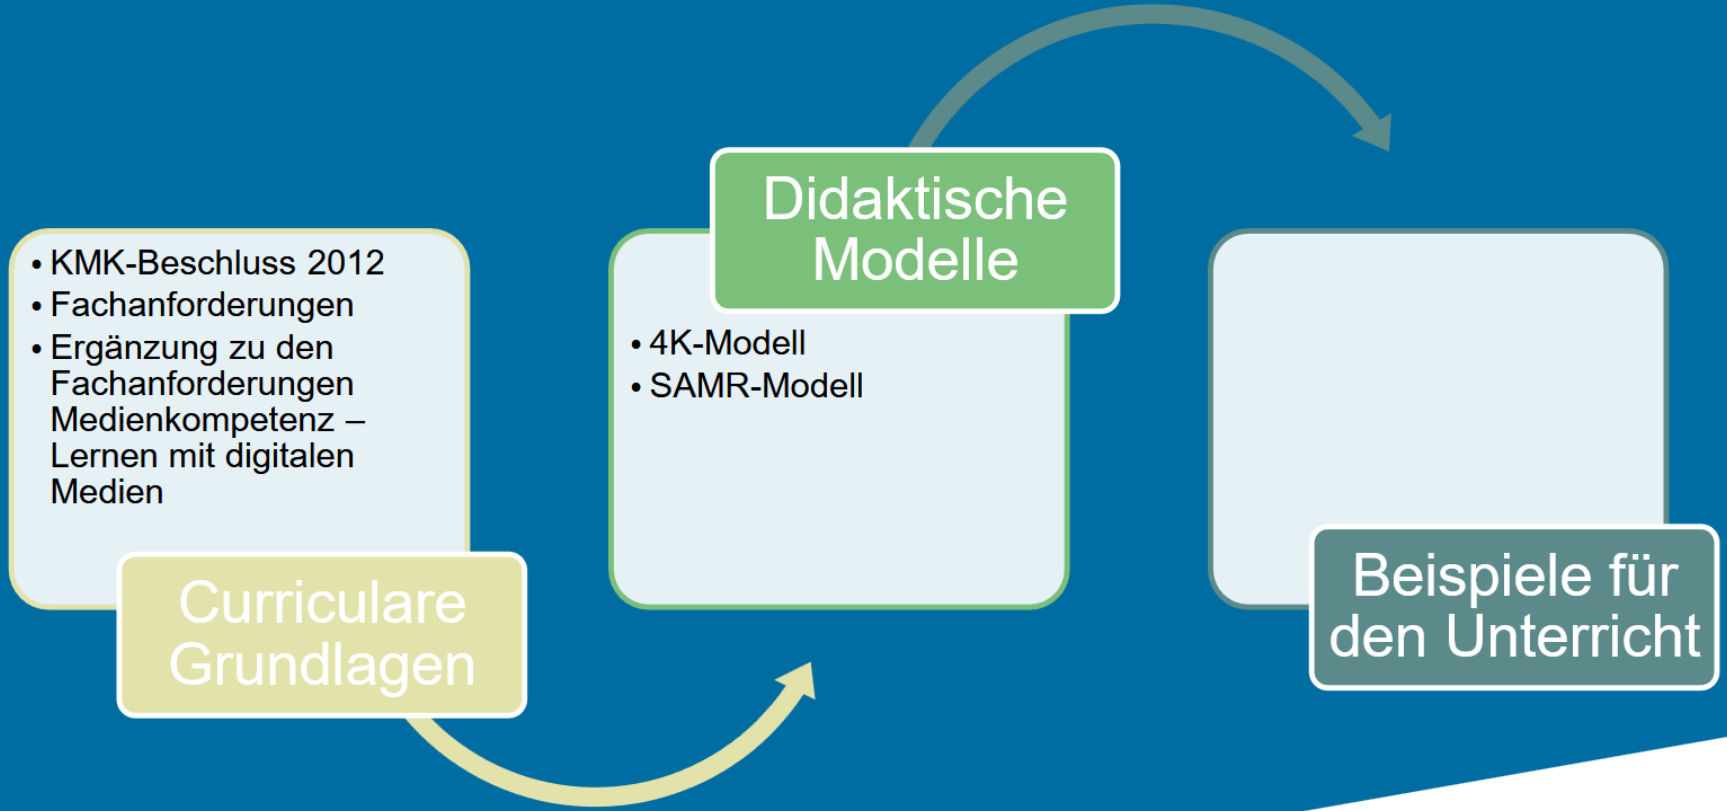 • KMK-Beschluss 2012
• Fachanforderungen
• Ergänzung zu den
Fachanforderungen
Medienkompetenz –
Lernen mit digitalen
Medien
Curriculare
Grundlagen
Didaktische
Modelle
• 4K-Modell
• SAMR-Modell
Beispiele für
den Unterricht